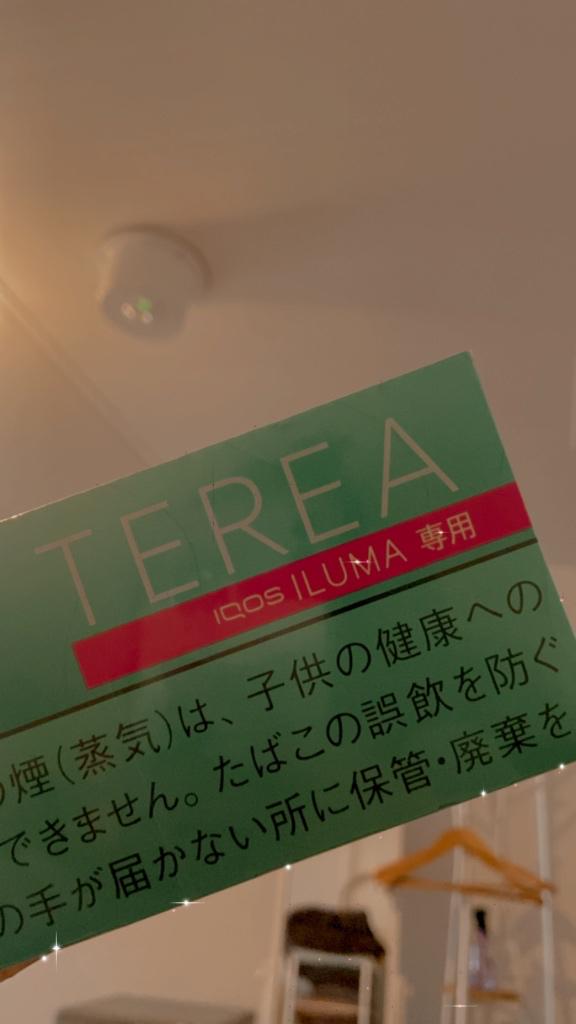 TEREA
IQOS ILUMA 専用
煙(蒸気)は、子供の健康への
できません。たばこの誤飲を防ぐ
の手が届かない所に保管・廃棄を